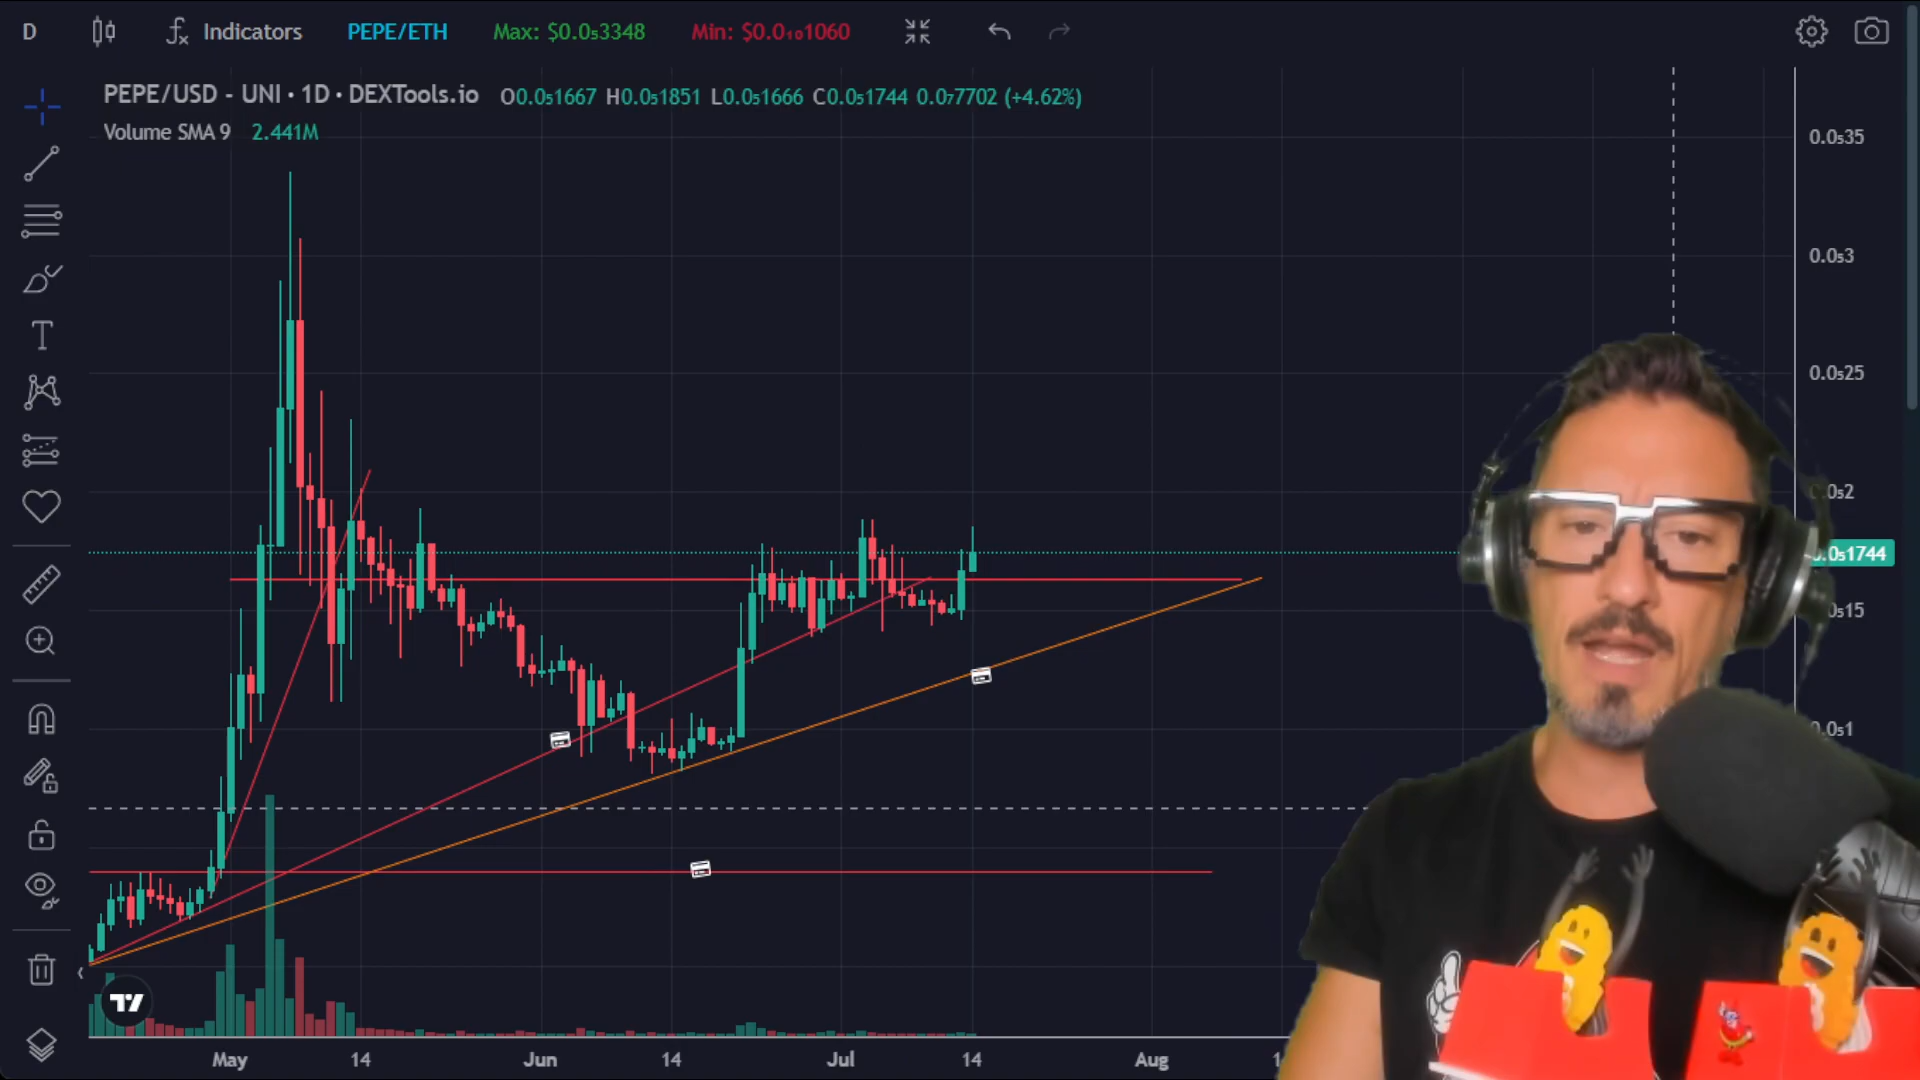 D Indicators PEPE/ETH Max: $0.0₅3348 Min: $0.0₁₀1060
PEPE/USD - UNI · 1D · DEXTools.io O0.0₅1667 H0.0₅1851 L0.0₅1666 C0.0₅1744 0.0₇7702 (+4.62%)
Volume SMA 9 2.441M
0.0₅35
0.0₅3
0.0₅25
0.0₅2
0.0₅1744
0.0₅15
0.0₅1
May 14 Jun 14 Jul 14 Aug